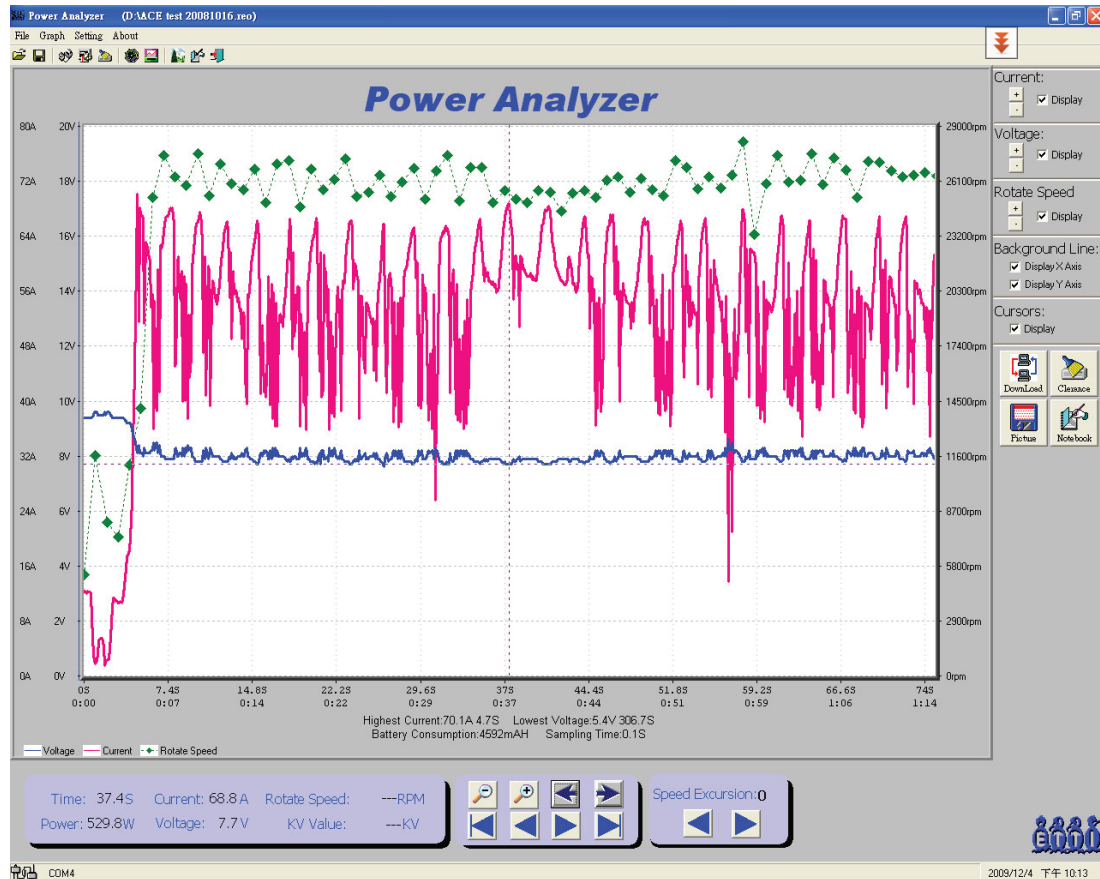 Power Analyzer (D:\ACE test 20081016.reo)
File Graph Setting About
Power Analyzer
80A 20V 29000rpm
72A 18V 26100rpm
64A 16V 23200rpm
56A 14V 20300rpm
48A 12V 17400rpm
40A 10V 14500rpm
32A 8V 11600rpm
24A 6V 8700rpm
16A 4V 5800rpm
8A 2V 2900rpm
0A 0V 0rpm
0S 7.4S 14.8S 22.2S 29.6S 37S 44.4S 51.8S 59.2S 66.6S 74S
0:00 0:07 0:14 0:22 0:29 0:37 0:44 0:51 0:59 1:06 1:14
Highest Current:70.1A 4.7S Lowest Voltage:5.4V 306.7S
Battery Consumption:4592mAH Sampling Time:0.1S
Voltage Current Rotate Speed
Current:
+
Display
-
Voltage:
+
Display
-
Rotate Speed
+
Display
-
Background Line:
Display X Axis
Display Y Axis
Cursors:
Display
DownLoad Clerance
Pictue Notebook
Time: 37.4S Current: 68.8 A Rotate Speed: ---RPM
Power: 529.8W Voltage: 7.7 V KV Value: ---KV
Speed Excursion:0
COM4
2009/12/4 下午 10:13